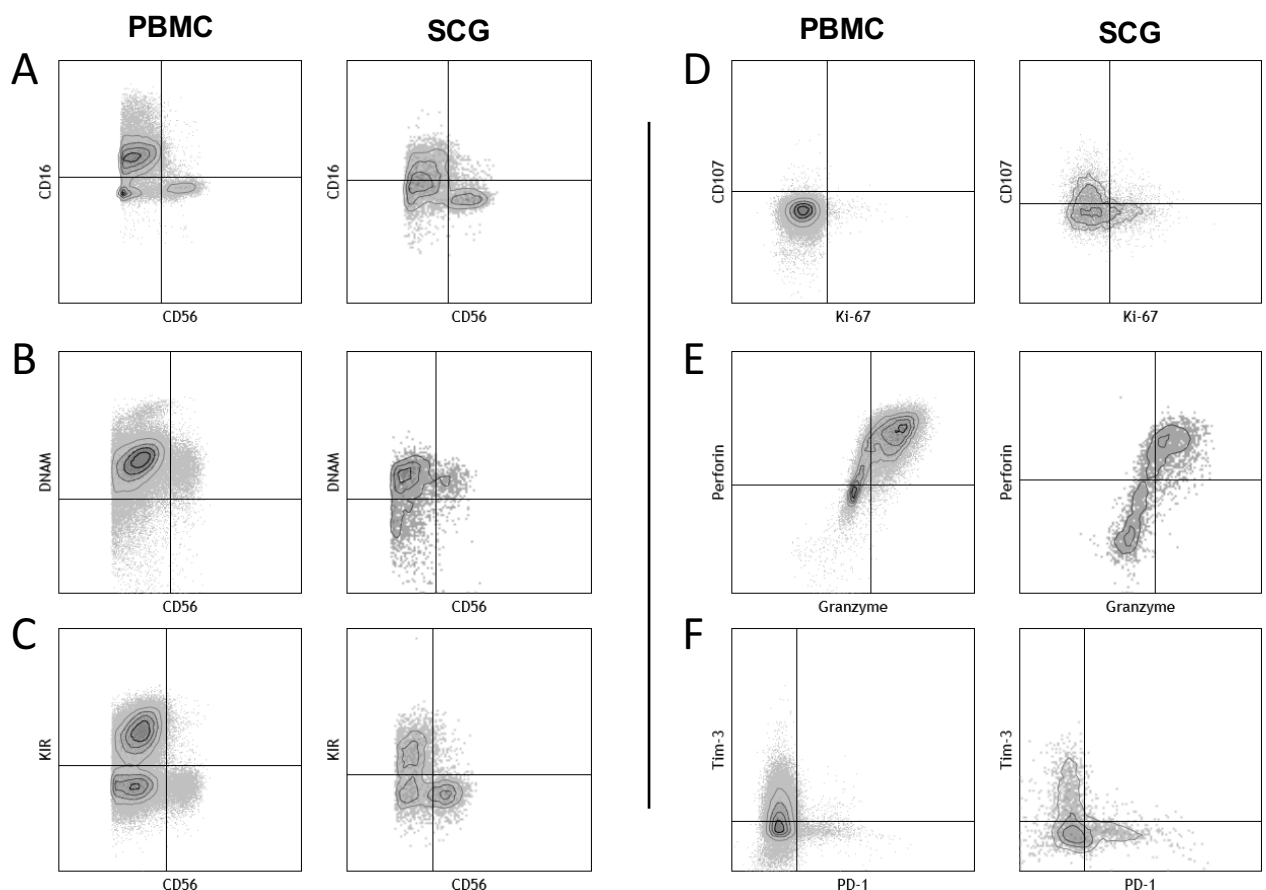 PBMC SCG PBMC SCG
A CD16 CD56 CD16 CD56
D CD107 Ki-67 CD107 Ki-67
B DNAM CD56 DNAM CD56
E Perforin Granzyme Perforin Granzyme
C KIR CD56 KIR CD56
F Tim-3 PD-1 Tim-3 PD-1